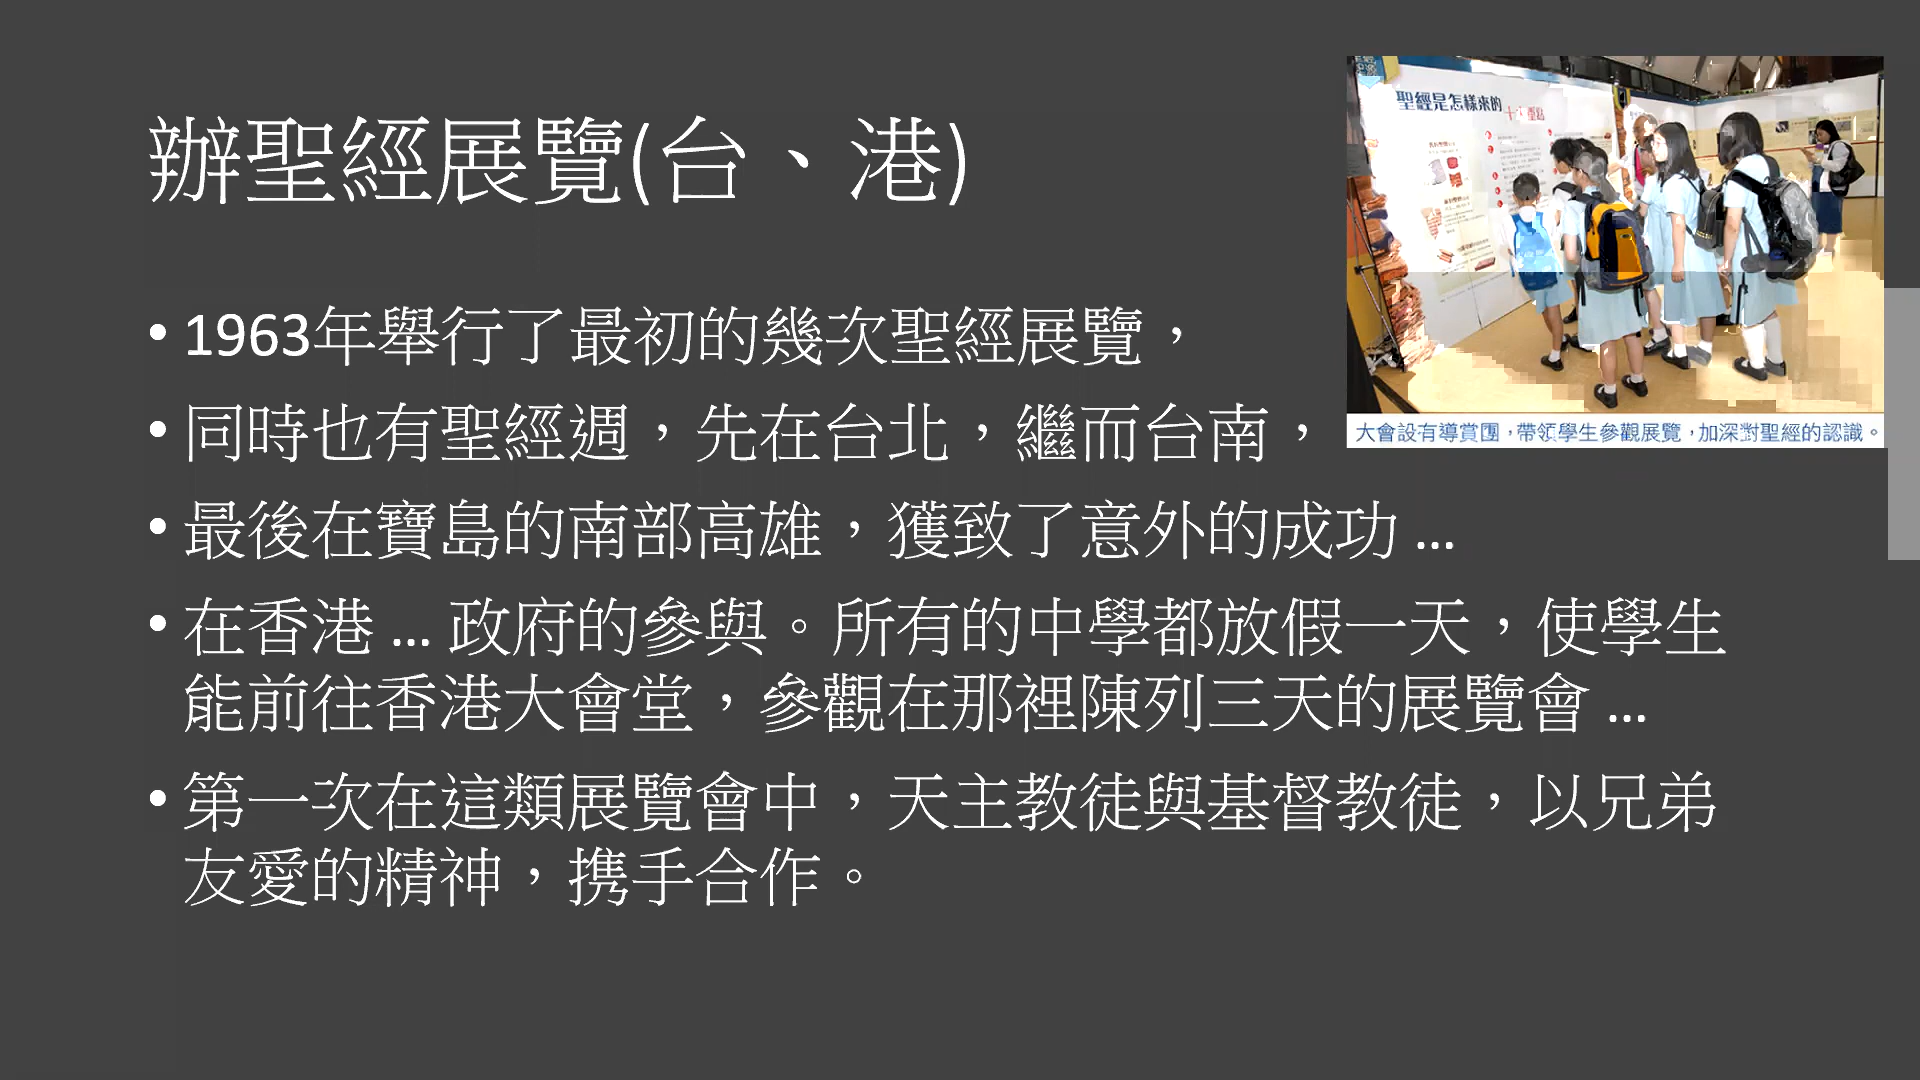 辦聖經展覽(台、港)
• 1963年舉行了最初的幾次聖經展覽，
• 同時也有聖經週，先在台北，繼而台南，
• 最後在寶島的南部高雄，獲致了意外的成功 ...
• 在香港 ... 政府的參與。所有的中學都放假一天，使學生
能前往香港大會堂，參觀在那裡陳列三天的展覽會 ...
• 第一次在這類展覽會中，天主教徒與基督教徒，以兄弟
友愛的精神，携手合作。
聖經是怎樣來的
大會設有導賞團，帶領學生參觀展覽，加深對聖經的認識。